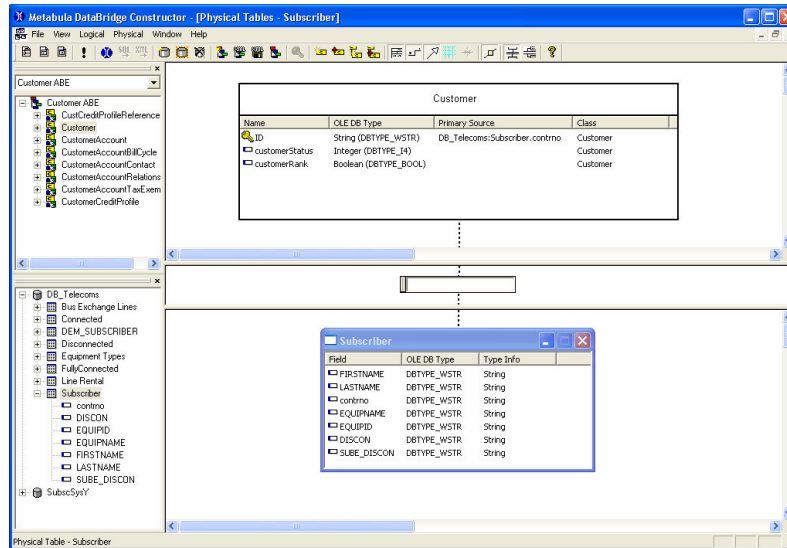 Metabula DataBridge Constructor - [Physical Tables - Subscriber]
File View Logical Physical Window Help
SQL XML
Customer ABE
Customer ABE
CustCreditProfileReference
Customer
CustomerAccount
CustomerAccountBillCycle
CustomerAccountContact
CustomerAccountRelations
CustomerAccountTaxExem
CustomerCreditProfile
Customer
Name OLE DB Type Primary Source Class
ID String (DBTYPE_WSTR) DB_Telecoms:Subscriber.contrno Customer
customerStatus Integer (DBTYPE_I4) Customer
customerRank Boolean (DBTYPE_BOOL) Customer
DB_Telecoms
Bus Exchange Lines
Connected
DEM_SUBSCRIBER
Disconnected
Equipment Types
FullyConnected
Line Rental
Subscriber
contrno
DISCON
EQUIPID
EQUIPNAME
FIRSTNAME
LASTNAME
SUBE_DISCON
SubscSysY
Subscriber
Field OLE DB Type Type Info
FIRSTNAME DBTYPE_WSTR String
LASTNAME DBTYPE_WSTR String
contrno DBTYPE_WSTR String
EQUIPNAME DBTYPE_WSTR String
EQUIPID DBTYPE_WSTR String
DISCON DBTYPE_WSTR String
SUBE_DISCON DBTYPE_WSTR String
Physical Table - Subscriber